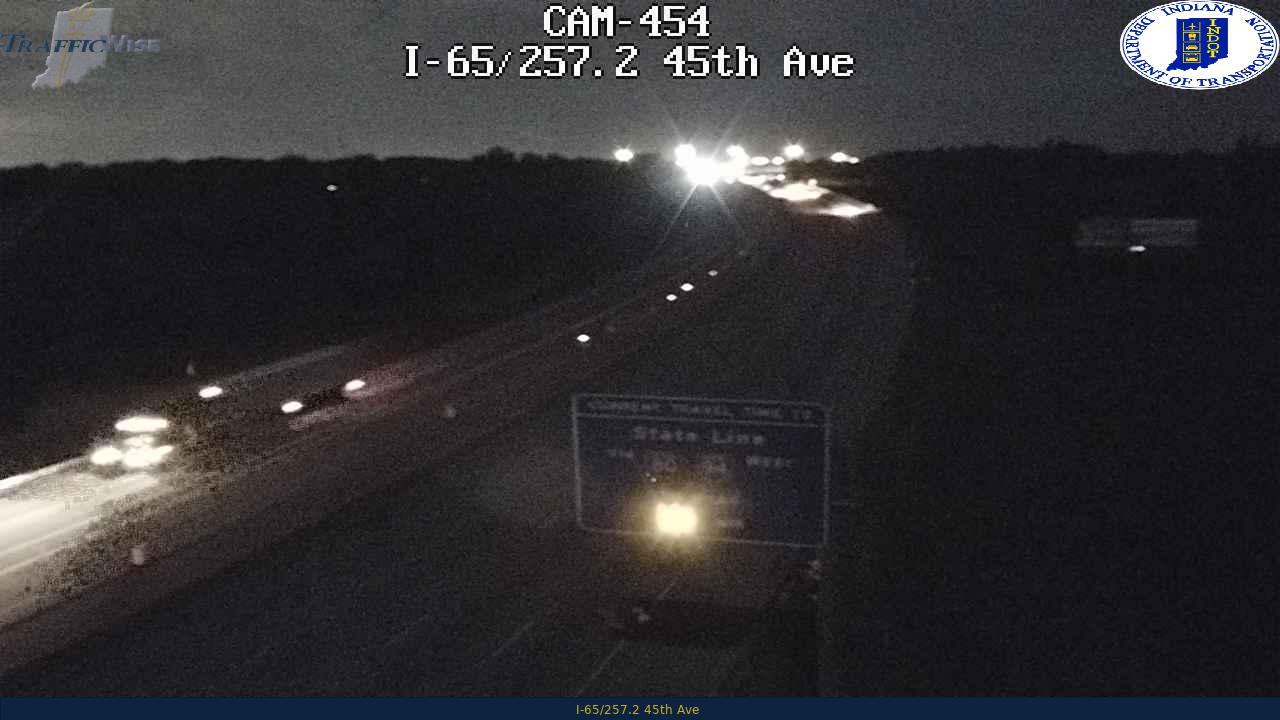 CAM-454
I-65/257.2 45th Ave
TRAFFICWISE
INDIANA
DEPARTMENT OF TRANSPORTATION
INDOT
TRAVEL TIME TO
State Line
I-65/257.2 45th Ave